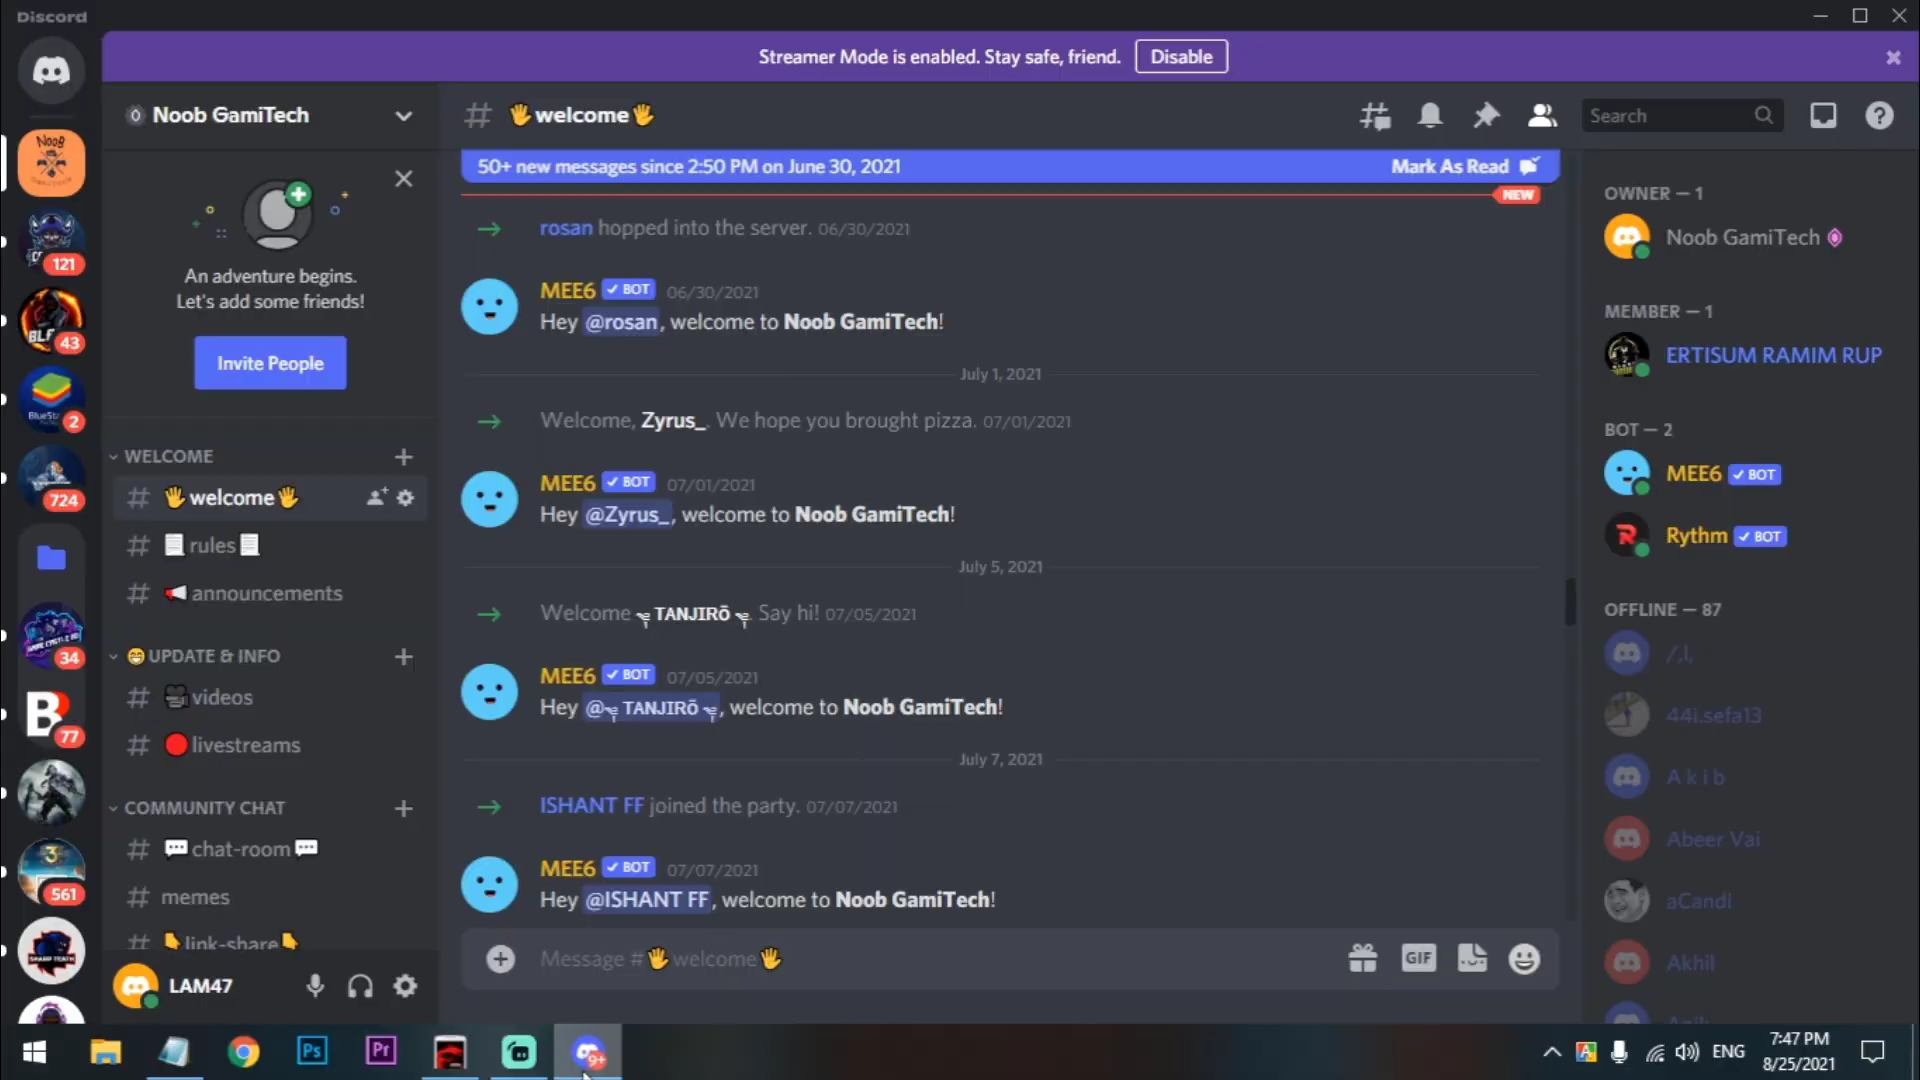 Discord
Streamer Mode is enabled. Stay safe, friend. Disable
Noob GamiTech
🖐welcome🖐
Search
50+ new messages since 2:50 PM on June 30, 2021 Mark As Read
NEW
An adventure begins.
Let's add some friends!
Invite People
NooB
121
43
BlueSt
2
724
34
B
77
3
561
WELCOME
# 🖐welcome🖐
# 📃rules📃
# 📢announcements
😁UPDATE & INFO
# 🎥videos
# 🔴livestreams
COMMUNITY CHAT
# 💬chat-room💬
# memes
# 👇link-share👇
LAM47
rosan hopped into the server. 06/30/2021
MEE6 ✓ BOT 06/30/2021
Hey @rosan, welcome to Noob GamiTech!
July 1, 2021
Welcome, Zyrus_. We hope you brought pizza. 07/01/2021
MEE6 ✓ BOT 07/01/2021
Hey @Zyrus_, welcome to Noob GamiTech!
July 5, 2021
Welcome TANJIRō. Say hi! 07/05/2021
MEE6 ✓ BOT 07/05/2021
Hey @TANJIRō, welcome to Noob GamiTech!
July 7, 2021
ISHANT FF joined the party. 07/07/2021
MEE6 ✓ BOT 07/07/2021
Hey @ISHANT FF, welcome to Noob GamiTech!
Message #🖐welcome🖐
GIF
OWNER — 1
Noob GamiTech
MEMBER — 1
ERTISUM RAMIM RUP
BOT — 2
MEE6 ✓ BOT
Rythm ✓ BOT
OFFLINE — 87
/,l,
44i.sefa13
A k i b
Abeer Vai
aCandi
Akhil
Ps
Pr
9+
A
ENG
7:47 PM
8/25/2021